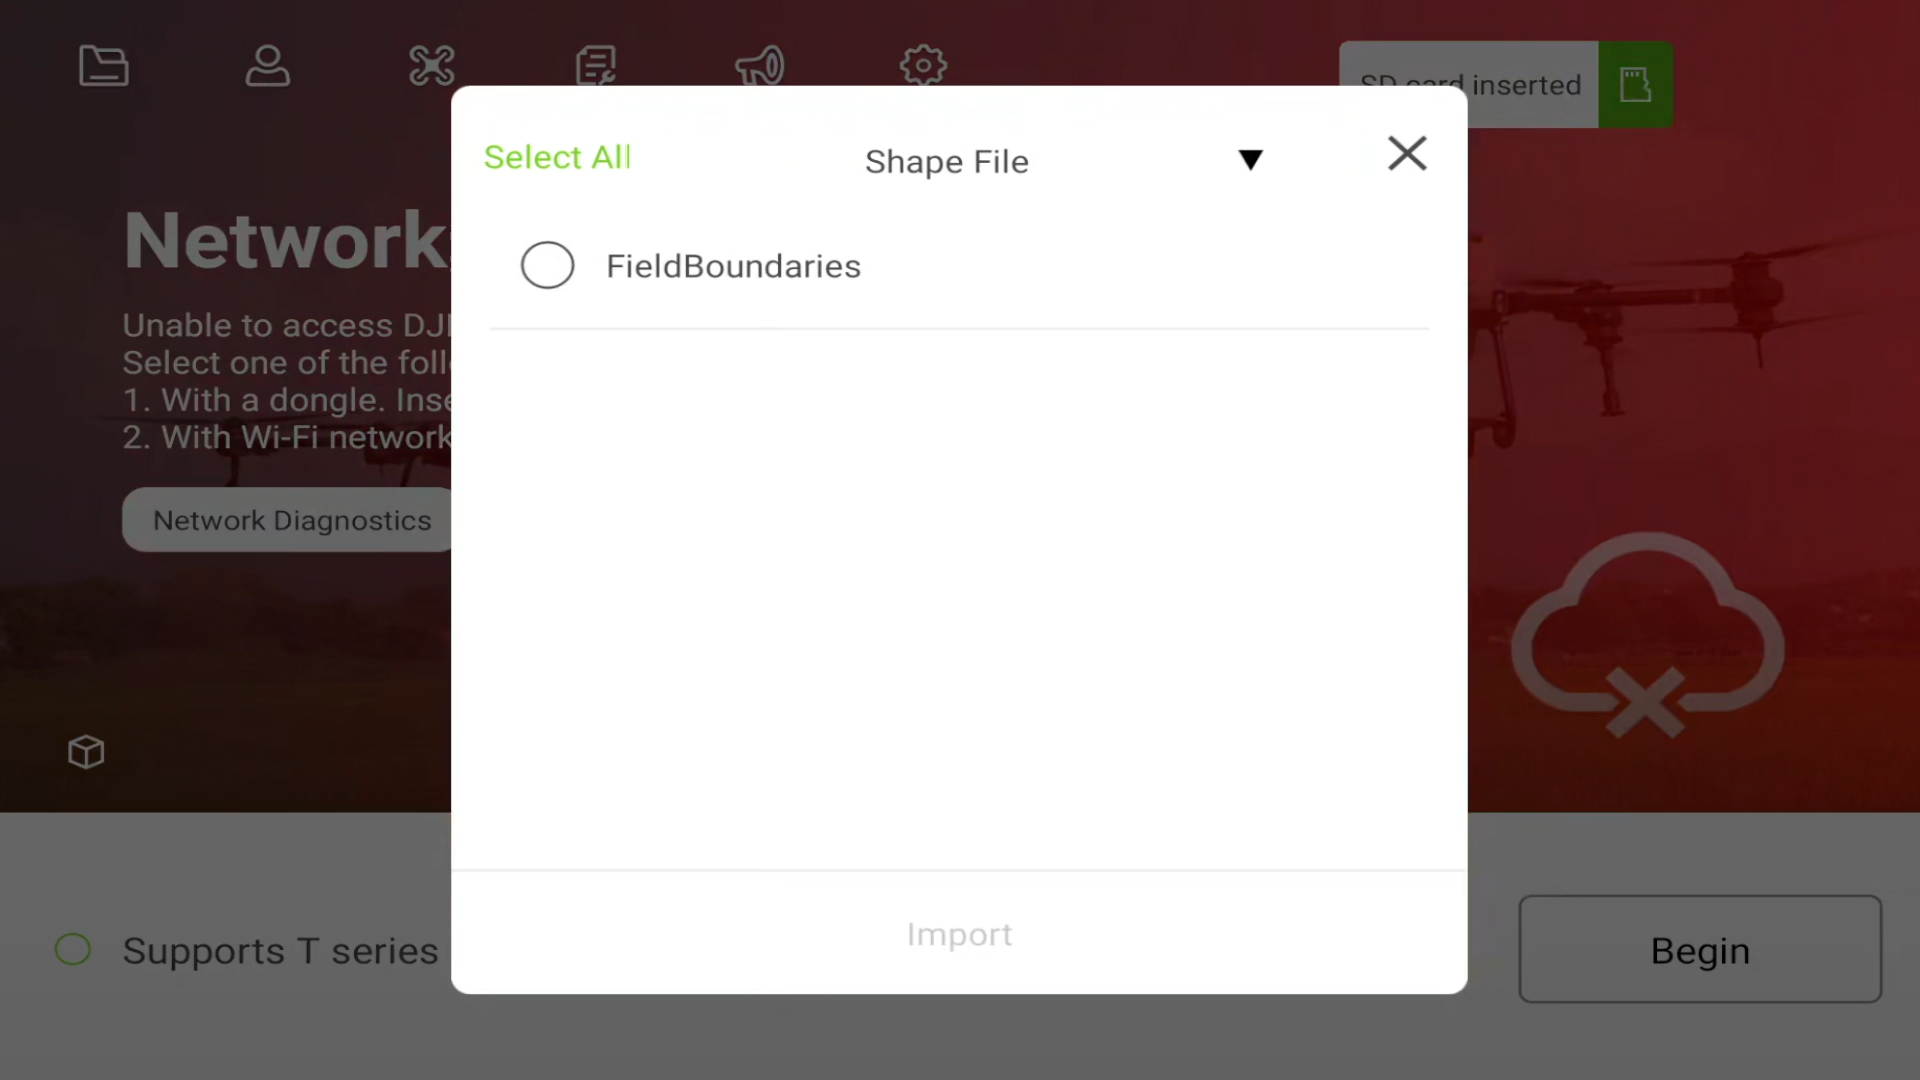 SD card inserted
Select All
Shape File
FieldBoundaries
Network
Unable to access DJI
Select one of the foll
1. With a dongle. Inse
2. With Wi-Fi network
Network Diagnostics
Import
Supports T series
Begin